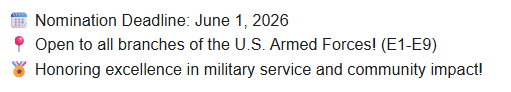 📅 Nomination Deadline: June 1, 2026
📍 Open to all branches of the U.S. Armed Forces! (E1-E9)
🏅 Honoring excellence in military service and community impact!